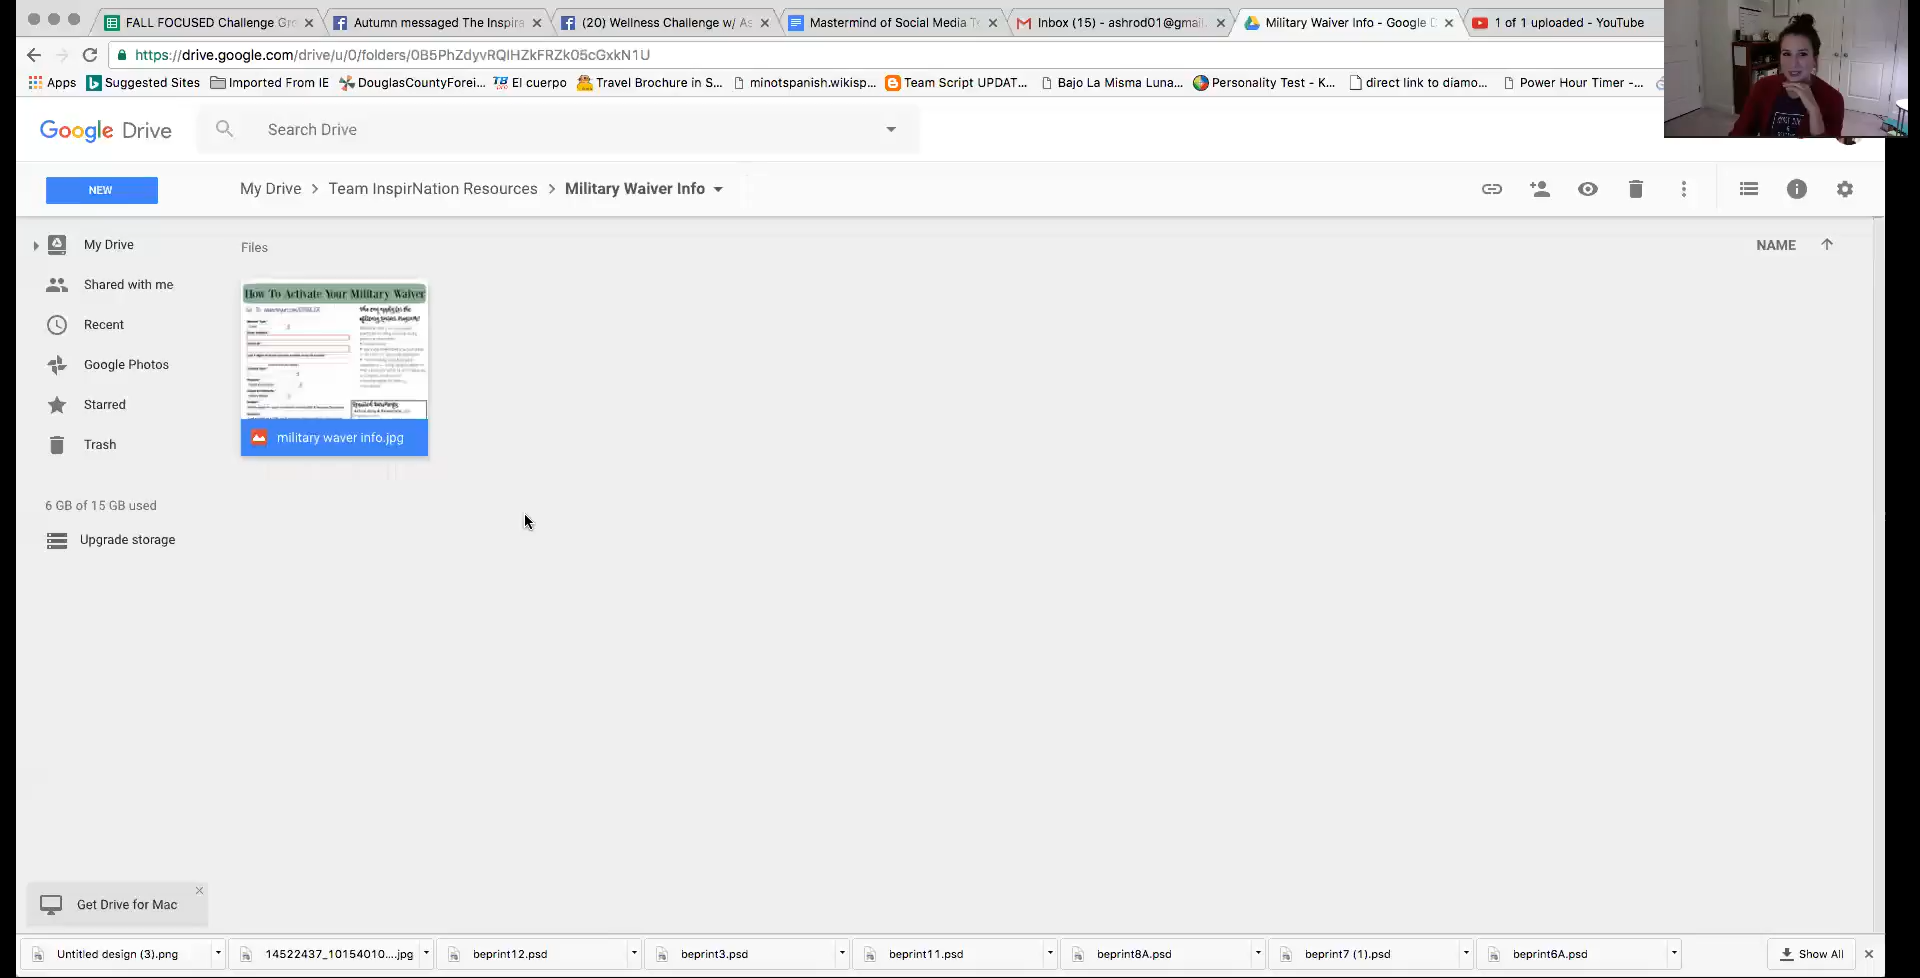 FALL FOCUSED Challenge Gr
Autumn messaged The Inspira
(20) Wellness Challenge w/ As
Mastermind of Social Media T
Inbox (15) - ashrod01@gmai
Military Waiver Info - Google D
1 of 1 uploaded - YouTube
https://drive.google.com/drive/u/0/folders/0B5PhZdyvRQIHZkFRZk05cGxkN1U
Apps
Suggested Sites
Imported From IE
DouglasCountyForei...
El cuerpo
Travel Brochure in S...
minotspanish.wikisp...
Team Script UPDAT...
Bajo La Misma Luna...
Personality Test - K...
direct link to diamo...
Power Hour Timer -...
Google Drive
Search Drive
NEW
My Drive > Team InspirNation Resources > Military Waiver Info
My Drive
Shared with me
Recent
Google Photos
Starred
Trash
6 GB of 15 GB used
Upgrade storage
Files
NAME
How To Activate Your Military Waiver
military waver info.jpg
Get Drive for Mac
Untitled design (3).png
14522437_10154010....jpg
beprint12.psd
beprint3.psd
beprint11.psd
beprint8A.psd
beprint7 (1).psd
beprint6A.psd
Show All